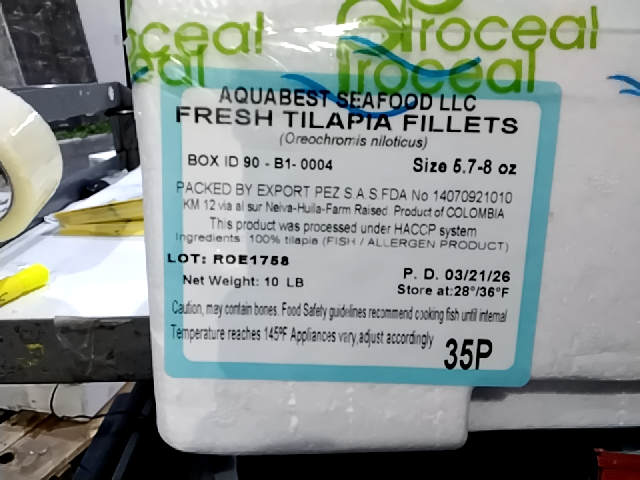 roceal
eal
Piroceal
Piroceal
AQUABEST SEAFOOD LLC
FRESH TILAPIA FILLETS
(Oreochromis niloticus)
BOX ID 90 - B1- 0004
Size 5.7-8 oz
PACKED BY EXPORT PEZ S.A.S.FDA No 14070921010
KM 12 via al sur Neiva-Huila-Farm Raised. Product of COLOMBIA
This product was processed under HACCP system
Ingredients 100% tilapia (FISH / ALLERGEN PRODUCT)
LOT: ROE1758
P. D. 03/21/26
Net Weight: 10 LB
Store at:28°/36°F
Caution, may contain bones. Food Safety guidelines recommend cooking fish until internal
Temperature reaches 145ºF Appliances vary,adjust accordingly
35P